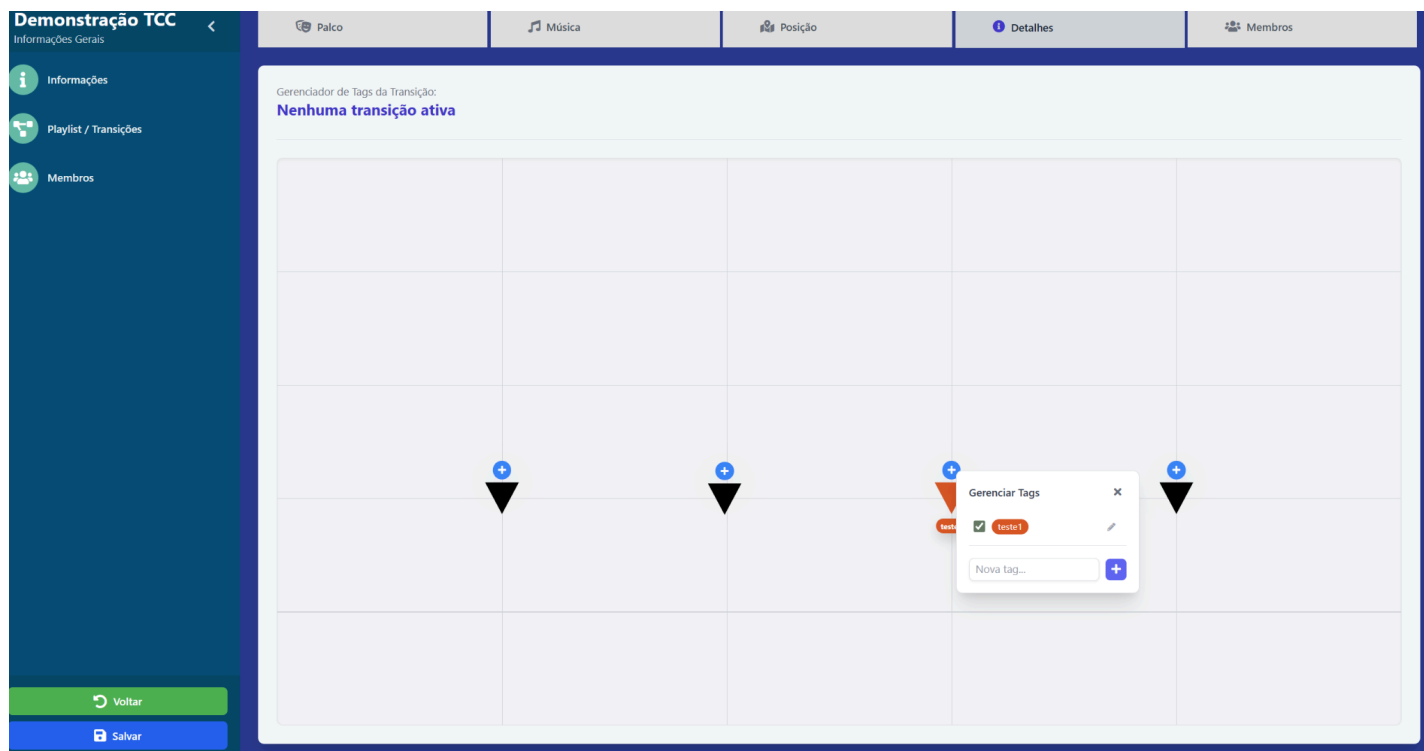 Demonstração TCC
Informações Gerais
Palco
Música
Posição
Detalhes
Membros
Informações
Playlist / Transições
Membros
Gerenciador de Tags da Transição:
Nenhuma transição ativa
Gerenciar Tags
teste1
Nova tag...
Voltar
Salvar